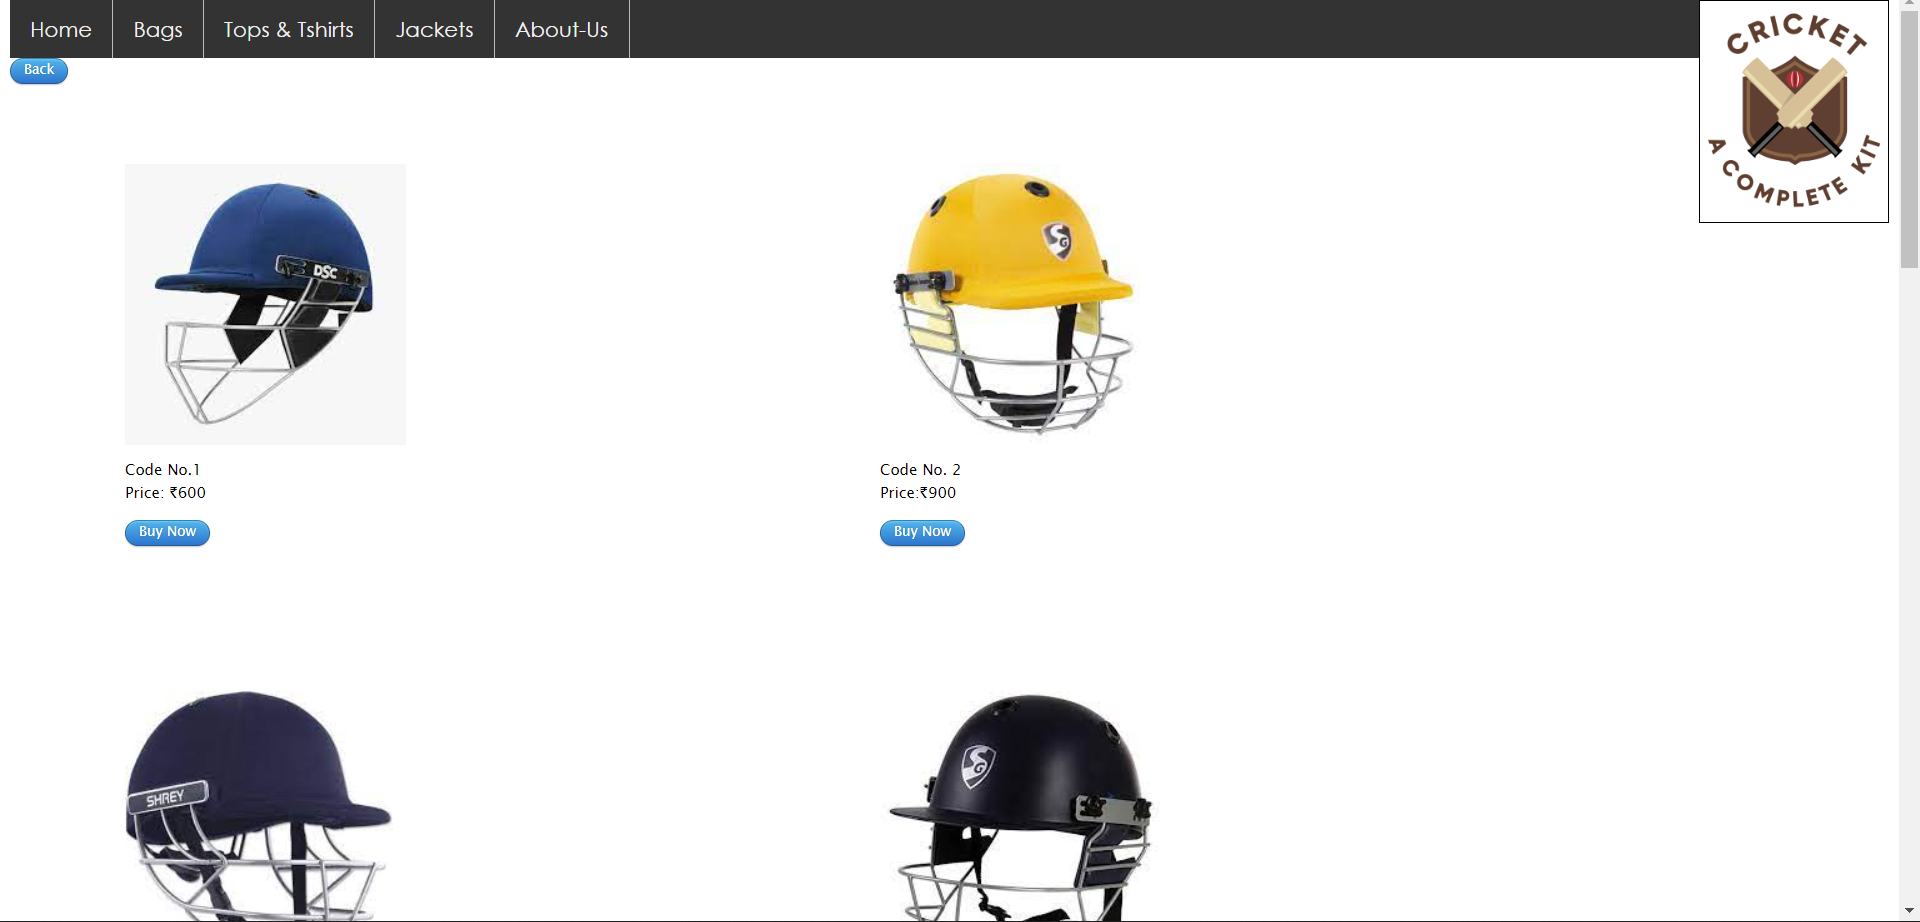 Home
Bags
Tops & Tshirts
Jackets
About-Us
CRICKET
A COMPLETE KIT
Back
DSC
SG
Code No.1
Price: ₹600
Buy Now
Code No. 2
Price:₹900
Buy Now
SHREY
SG